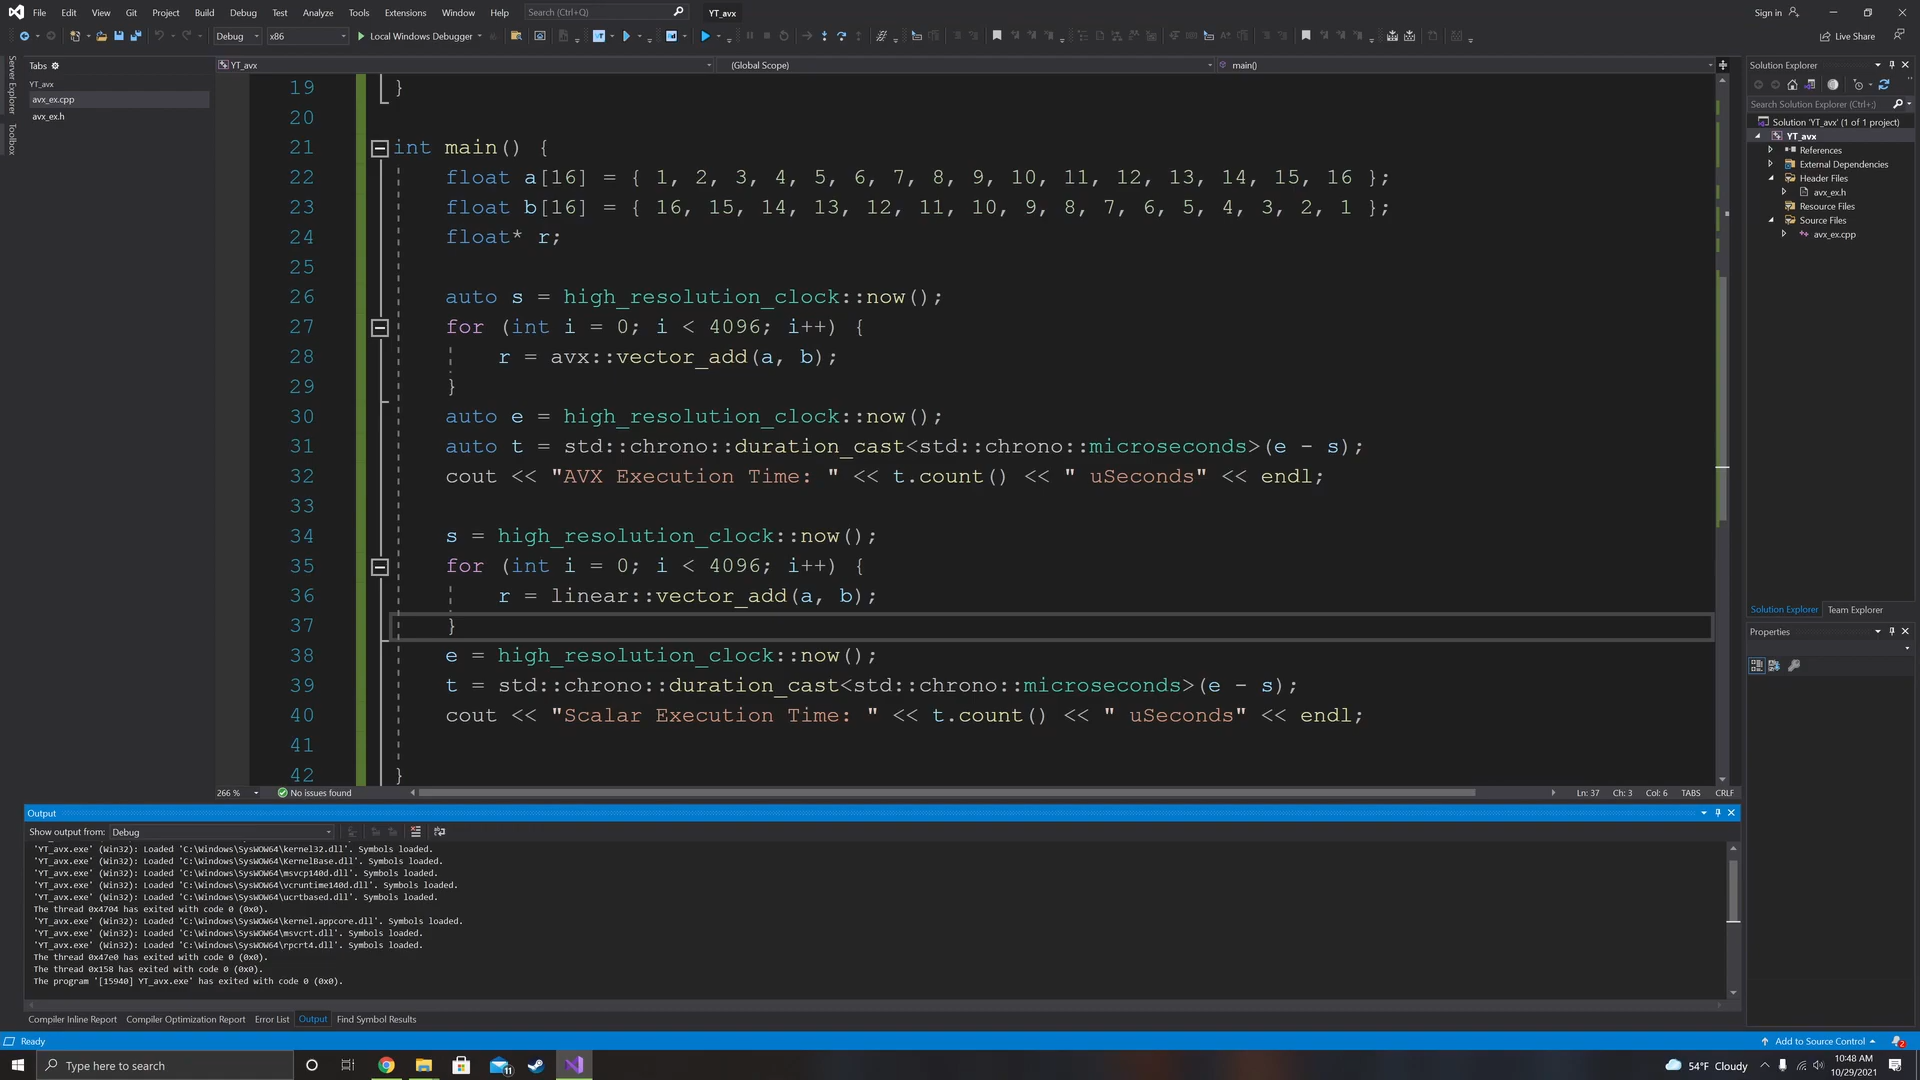 File Edit View Git Project Build Debug Test Analyze Tools Extensions Window Help Search (Ctrl+Q) YT_avx Sign in
Debug x86 Local Windows Debugger Live Share
Server Explorer
Toolbox
Tabs
YT_avx
avx_ex.cpp
avx_ex.h
YT_avx (Global Scope) main()
19 }
20
21 int main() {
22 float a[16] = { 1, 2, 3, 4, 5, 6, 7, 8, 9, 10, 11, 12, 13, 14, 15, 16 };
23 float b[16] = { 16, 15, 14, 13, 12, 11, 10, 9, 8, 7, 6, 5, 4, 3, 2, 1 };
24 float* r;
25
26 auto s = high_resolution_clock::now();
27 for (int i = 0; i < 4096; i++) {
28 r = avx::vector_add(a, b);
29 }
30 auto e = high_resolution_clock::now();
31 auto t = std::chrono::duration_cast<std::chrono::microseconds>(e - s);
32 cout << "AVX Execution Time: " << t.count() << " uSeconds" << endl;
33
34 s = high_resolution_clock::now();
35 for (int i = 0; i < 4096; i++) {
36 r = linear::vector_add(a, b);
37 }
38 e = high_resolution_clock::now();
39 t = std::chrono::duration_cast<std::chrono::microseconds>(e - s);
40 cout << "Scalar Execution Time: " << t.count() << " uSeconds" << endl;
41
42 }
266 % No issues found Ln: 37 Ch: 3 Col: 6 TABS CRLF
Solution Explorer
Search Solution Explorer (Ctrl+;)
Solution 'YT_avx' (1 of 1 project)
YT_avx
References
External Dependencies
Header Files
avx_ex.h
Resource Files
Source Files
avx_ex.cpp
Solution Explorer Team Explorer
Properties
Output
Show output from: Debug
'YT_avx.exe' (Win32): Loaded 'C:\Windows\SysWOW64\kernel32.dll'. Symbols loaded.
'YT_avx.exe' (Win32): Loaded 'C:\Windows\SysWOW64\KernelBase.dll'. Symbols loaded.
'YT_avx.exe' (Win32): Loaded 'C:\Windows\SysWOW64\msvcp140d.dll'. Symbols loaded.
'YT_avx.exe' (Win32): Loaded 'C:\Windows\SysWOW64\vcruntime140d.dll'. Symbols loaded.
'YT_avx.exe' (Win32): Loaded 'C:\Windows\SysWOW64\ucrtbased.dll'. Symbols loaded.
The thread 0x4704 has exited with code 0 (0x0).
'YT_avx.exe' (Win32): Loaded 'C:\Windows\SysWOW64\kernel.appcore.dll'. Symbols loaded.
'YT_avx.exe' (Win32): Loaded 'C:\Windows\SysWOW64\msvcrt.dll'. Symbols loaded.
'YT_avx.exe' (Win32): Loaded 'C:\Windows\SysWOW64\rpcrt4.dll'. Symbols loaded.
The thread 0x47e0 has exited with code 0 (0x0).
The thread 0x158 has exited with code 0 (0x0).
The program '[15940] YT_avx.exe' has exited with code 0 (0x0).
Compiler Inline Report Compiler Optimization Report Error List Output Find Symbol Results
Ready Add to Source Control 2
Type here to search 11 54°F Cloudy 10:48 AM
10/29/2021